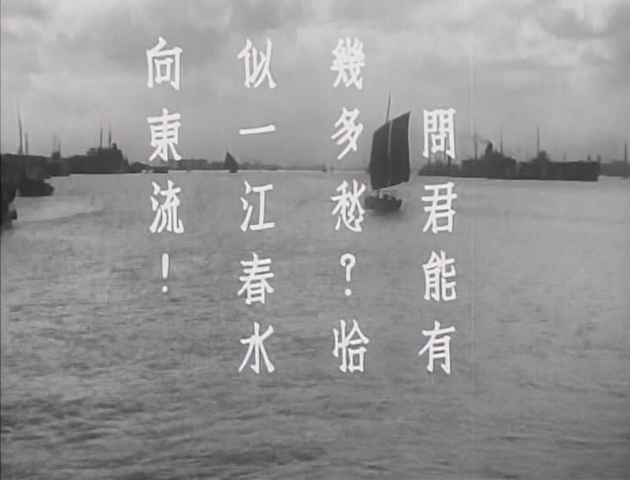 問君能有
幾多愁？恰
似一江春水
向東流！